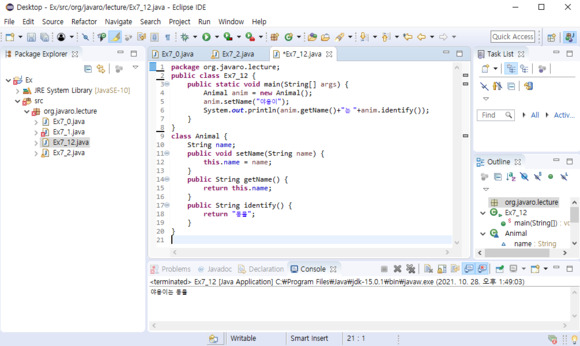 Desktop - Ex/src/org/javaro/lecture/Ex7_12.java - Eclipse IDE
File Edit Source Refactor Navigate Search Project Run Window Help
Quick Access
Package Explorer
Ex
JRE System Library [JavaSE-10]
src
org.javaro.lecture
Ex7_0.java
Ex7_1.java
Ex7_12.java
Ex7_2.java
Ex7_0.java Ex7_2.java *Ex7_12.java
1 package org.javaro.lecture;
2 public class Ex7_12 {
3 public static void main(String[] args) {
4 Animal anim = new Animal();
5 anim.setName("야옹이");
6 System.out.println(anim.getName()+"는 "+anim.identify());
7 }
8 }
9 class Animal {
10 String name;
11 public void setName(String name) {
12 this.name = name;
13 }
14 public String getName() {
15 return this.name;
16 }
17 public String identify() {
18 return "동물";
19 }
20 }
21
Task List
Find All Activ...
Outline
org.javaro.lecture
Ex7_12
main(String[]) : vo
Animal
name : String
Problems Javadoc Declaration Console
<terminated> Ex7_12 [Java Application] C:₩Program Files₩Java₩jdk-15.0.1₩bin₩javaw.exe (2021. 10. 28. 오후 1:49:03)
야옹이는 동물
Writable Smart Insert 21 : 1